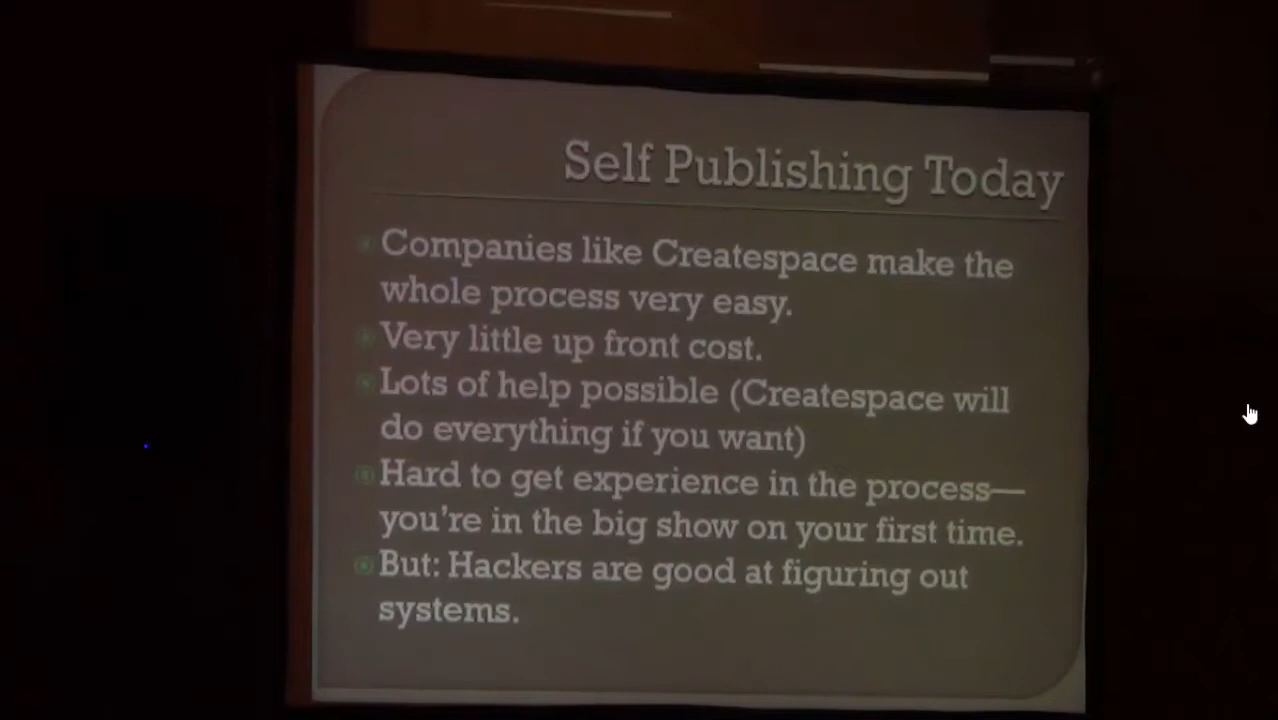 Self Publishing Today
Companies like Createspace make the
whole process very easy.
Very little up front cost.
Lots of help possible (Createspace will
do everything if you want)
Hard to get experience in the process—
you're in the big show on your first time.
But: Hackers are good at figuring out
systems.